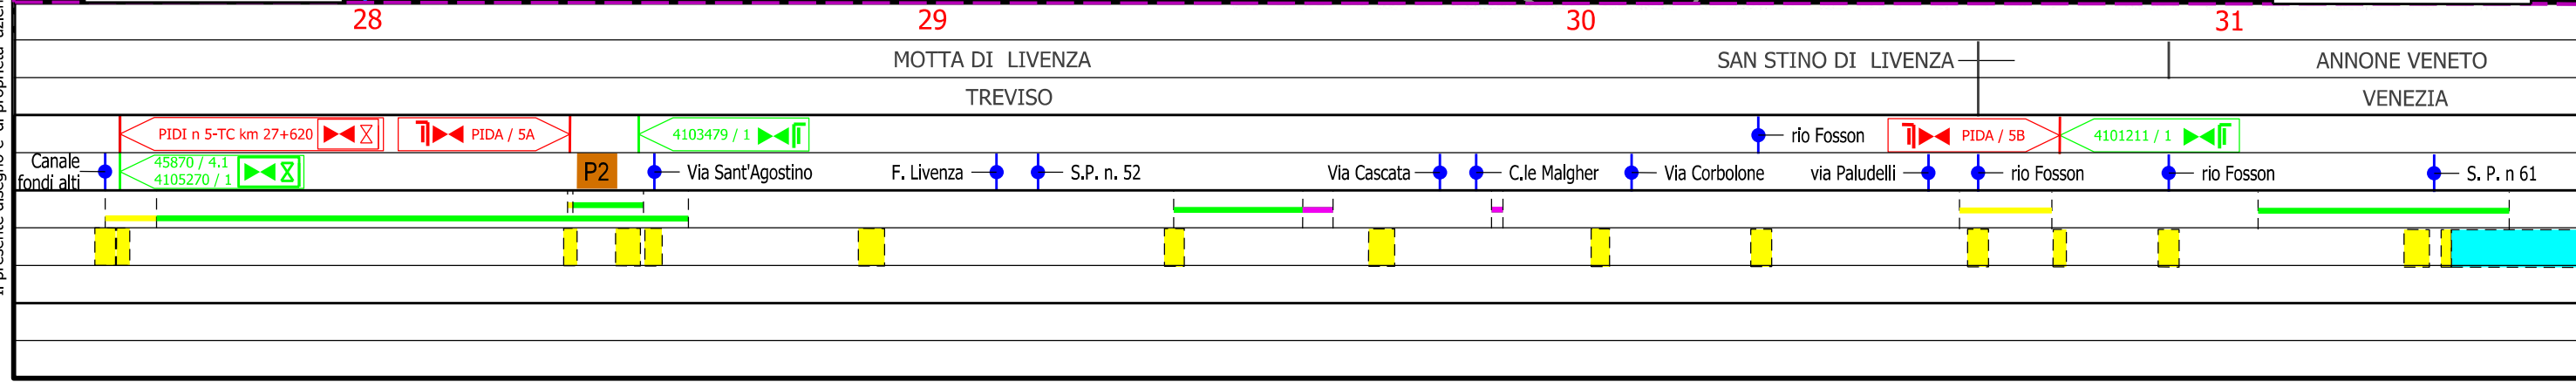 28 29 30 31
MOTTA DI LIVENZA SAN STINO DI LIVENZA ANNONE VENETO
TREVISO VENEZIA
PIDI n 5-TC km 27+620 PIDA / 5A 4103479 / 1 rio Fosson PIDA / 5B 4101211 / 1
Canale
fondi alti
45870 / 4.1
4105270 / 1
P2 Via Sant'Agostino F. Livenza S.P. n. 52 Via Cascata C.le Malgher Via Corbolone via Paludelli rio Fosson rio Fosson S. P. n 61